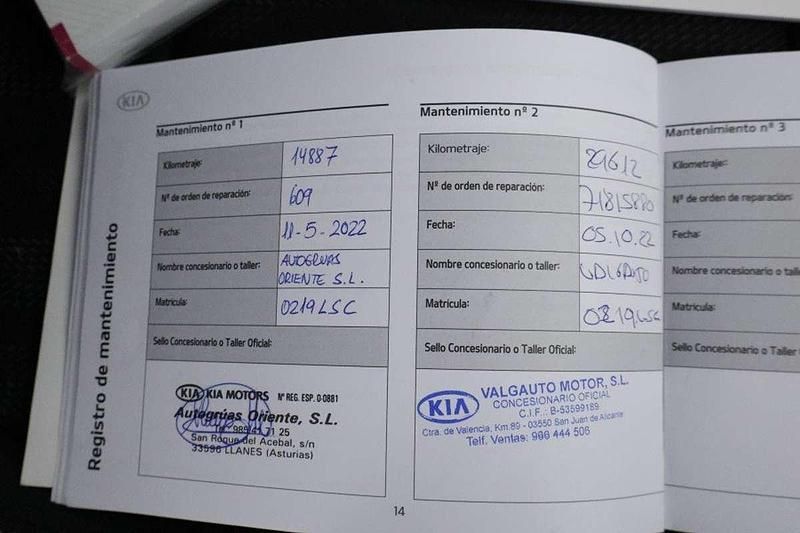 KIA
Registro de mantenimiento
Mantenimiento nº 1
Kilometraje: 14887
Nº de orden de reparación: 609
Fecha: 11-5-2022
Nombre concesionario o taller: AUTOGRUAS ORIENTE S.L.
Matrícula: 0219LSC
Sello Concesionario o Taller Oficial:
KIA KIA MOTORS Nº REG. ESP. 0-0881
Autogrúas Oriente, S.L.
San Roque del Acebal, s/n
33596 LLANES (Asturias)
14
Mantenimiento nº 2
Kilometraje: 29612
Nº de orden de reparación:
Fecha: 05.10.22
Nombre concesionario o taller:
Matrícula: 0219LSC
Sello Concesionario o Taller Oficial:
KIA
VALGAUTO MOTOR, S.L.
CONCESIONARIO OFICIAL
C.I.F.: B-53599189
Ctra. de Valencia, Km.89 - 03550 San Juan de Alicante
Telf. Ventas: 966 444 506
Mantenimiento nº 3
Kilometraje:
Nº de orden de reparación:
Fecha:
Nombre concesionario o
Matrícula:
Sello Concesionario o Taller